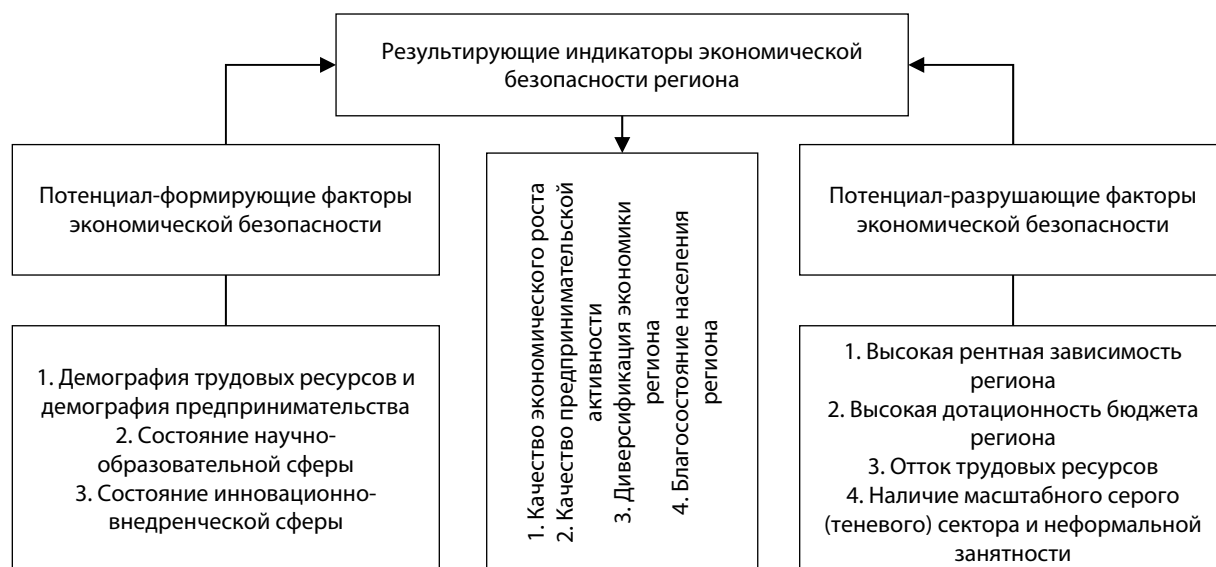 Результирующие индикаторы экономической
безопасности региона
Потенциал-формирующие факторы
экономической безопасности
1. Демография трудовых ресурсов и
демография предпринимательства
2. Состояние научно-
образовательной сферы
3. Состояние инновационно-
внедренческой сферы
1. Качество экономического роста
2. Качество предпринимательской
активности
3. Диверсификация экономики
региона
4. Благосостояние населения
региона
Потенциал-разрушающие факторы
экономической безопасности
1. Высокая рентная зависимость
региона
2. Высокая дотационность бюджета
региона
3. Отток трудовых ресурсов
4. Наличие масштабного серого
(теневого) сектора и неформальной
занятности